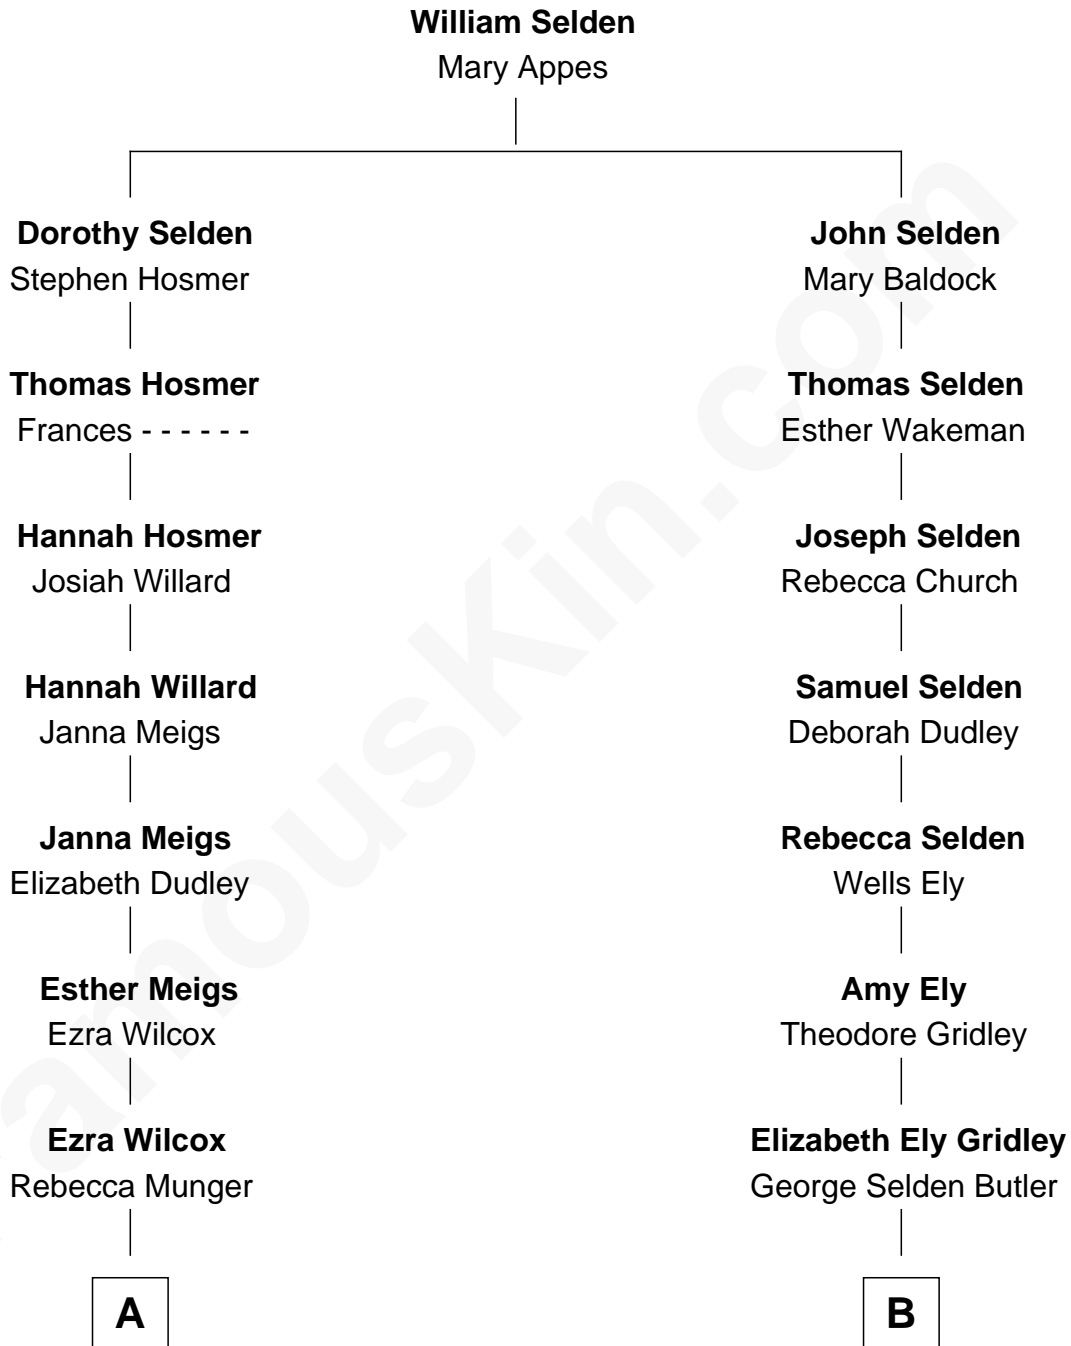 William Selden
Mary Appes
Dorothy Selden
Stephen Hosmer
John Selden
Mary Baldock
Thomas Hosmer
Frances - - - - - -
Thomas Selden
Esther Wakeman
Hannah Hosmer
Josiah Willard
Joseph Selden
Rebecca Church
Hannah Willard
Janna Meigs
Samuel Selden
Deborah Dudley
Janna Meigs
Elizabeth Dudley
Rebecca Selden
Wells Ely
Esther Meigs
Ezra Wilcox
Amy Ely
Theodore Gridley
Ezra Wilcox
Rebecca Munger
Elizabeth Ely Gridley
George Selden Butler
A
B
amouskin.com